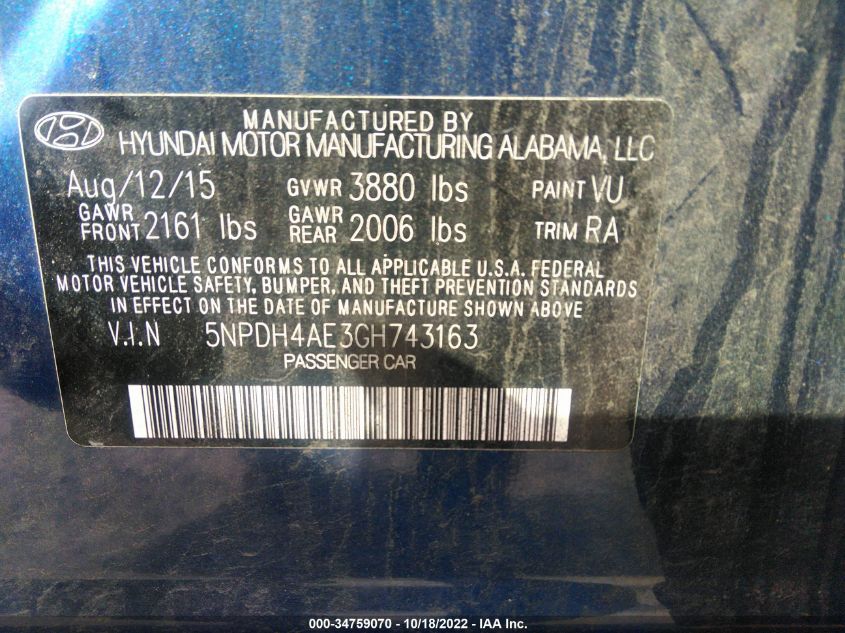 MANUFACTURED BY
HYUNDAI MOTOR MANUFACTURING ALABAMA, LLC
Aug/12/15 GVWR 3880 lbs PAINT VU
GAWR FRONT 2161 lbs GAWR REAR 2006 lbs TRIM RA
THIS VEHICLE CONFORMS TO ALL APPLICABLE U.S.A. FEDERAL
MOTOR VEHICLE SAFETY, BUMPER, AND THEFT PREVENTION STANDARDS
IN EFFECT ON THE DATE OF MANUFACTURE SHOWN ABOVE
V.I.N 5NPDH4AE3GH743163
PASSENGER CAR
000-34759070 - 10/18/2022 - IAA Inc.